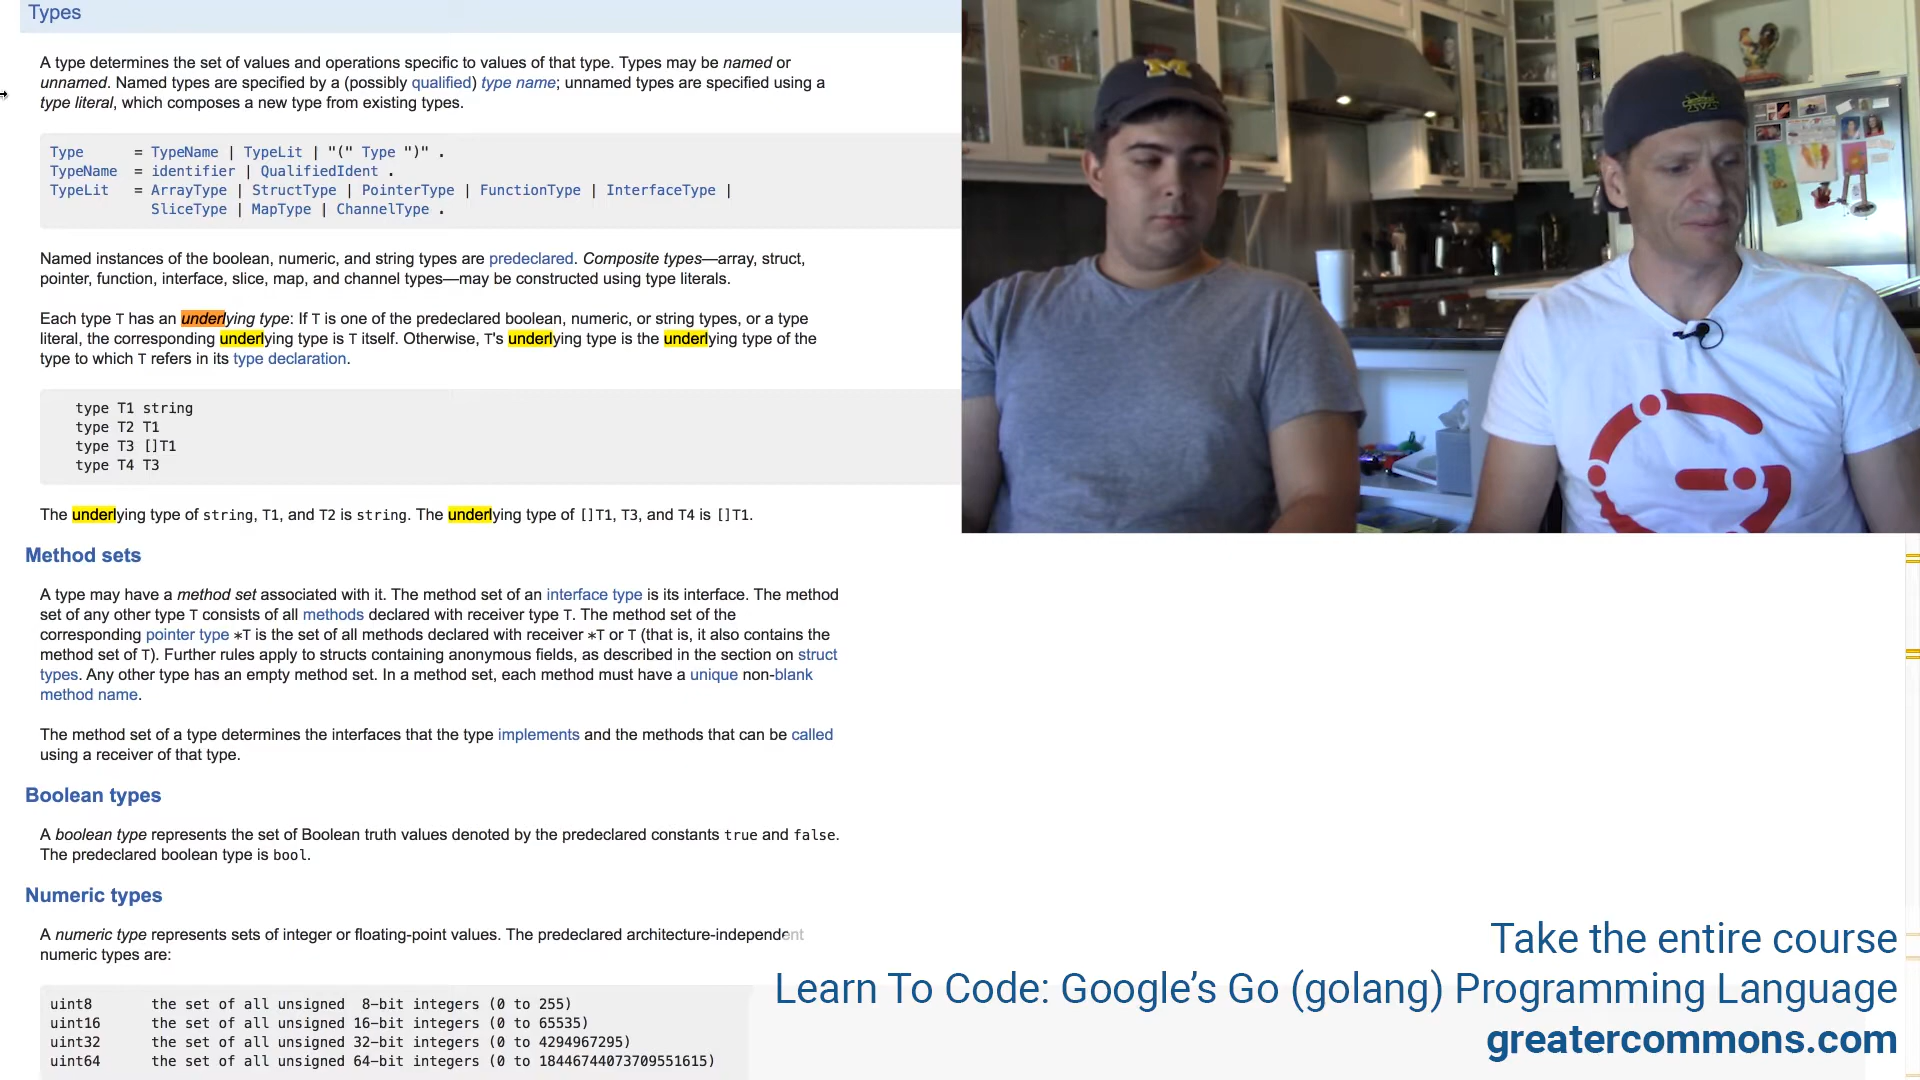 Types
A type determines the set of values and operations specific to values of that type. Types may be named or
unnamed. Named types are specified by a (possibly qualified) type name; unnamed types are specified using a
type literal, which composes a new type from existing types.
Type      = TypeName | TypeLit | "(" Type ")" .
TypeName  = identifier | QualifiedIdent .
TypeLit   = ArrayType | StructType | PointerType | FunctionType | InterfaceType |
SliceType | MapType | ChannelType .
Named instances of the boolean, numeric, and string types are predeclared. Composite types—array, struct,
pointer, function, interface, slice, map, and channel types—may be constructed using type literals.
Each type T has an underlying type: If T is one of the predeclared boolean, numeric, or string types, or a type
literal, the corresponding underlying type is T itself. Otherwise, T's underlying type is the underlying type of the
type to which T refers in its type declaration.
type T1 string
type T2 T1
type T3 []T1
type T4 T3
The underlying type of string, T1, and T2 is string. The underlying type of []T1, T3, and T4 is []T1.
Method sets
A type may have a method set associated with it. The method set of an interface type is its interface. The method
set of any other type T consists of all methods declared with receiver type T. The method set of the
corresponding pointer type *T is the set of all methods declared with receiver *T or T (that is, it also contains the
method set of T). Further rules apply to structs containing anonymous fields, as described in the section on struct
types. Any other type has an empty method set. In a method set, each method must have a unique non-blank
method name.
The method set of a type determines the interfaces that the type implements and the methods that can be called
using a receiver of that type.
Boolean types
A boolean type represents the set of Boolean truth values denoted by the predeclared constants true and false.
The predeclared boolean type is bool.
Numeric types
A numeric type represents sets of integer or floating-point values. The predeclared architecture-independent
numeric types are:
uint8      the set of all unsigned  8-bit integers (0 to 255)
uint16     the set of all unsigned 16-bit integers (0 to 65535)
uint32     the set of all unsigned 32-bit integers (0 to 4294967295)
uint64     the set of all unsigned 64-bit integers (0 to 18446744073709551615)
M
Take the entire course
Learn To Code: Google’s Go (golang) Programming Language
greatercommons.com